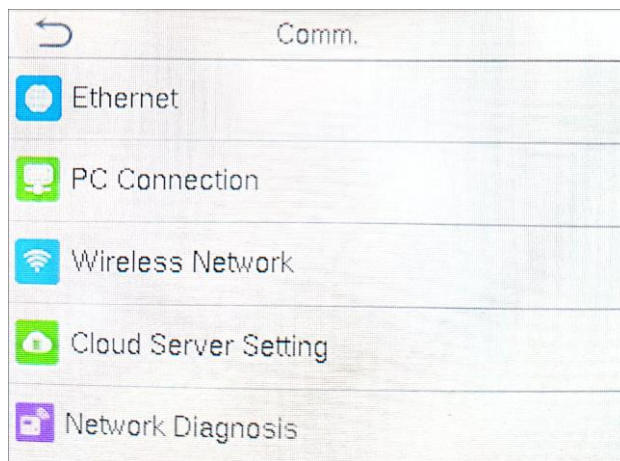 Comm.
Ethernet
PC Connection
Wireless Network
Cloud Server Setting
Network Diagnosis